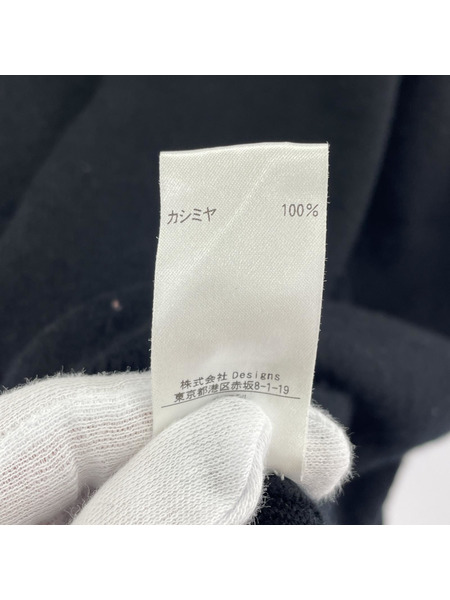 カシミヤ 100%
株式会社 Designs
東京都港区赤坂8-1-19